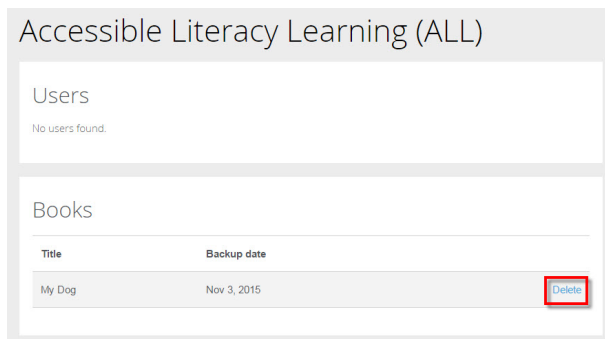 Accessible Literacy Learning (ALL)
Users
No users found.
Books
Title Backup date
My Dog Nov 3, 2015 Delete